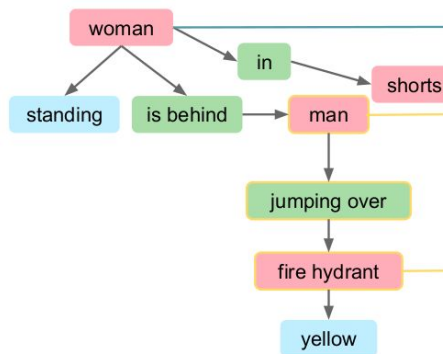 woman
in
shorts
standing
is behind
man
jumping over
fire hydrant
yellow